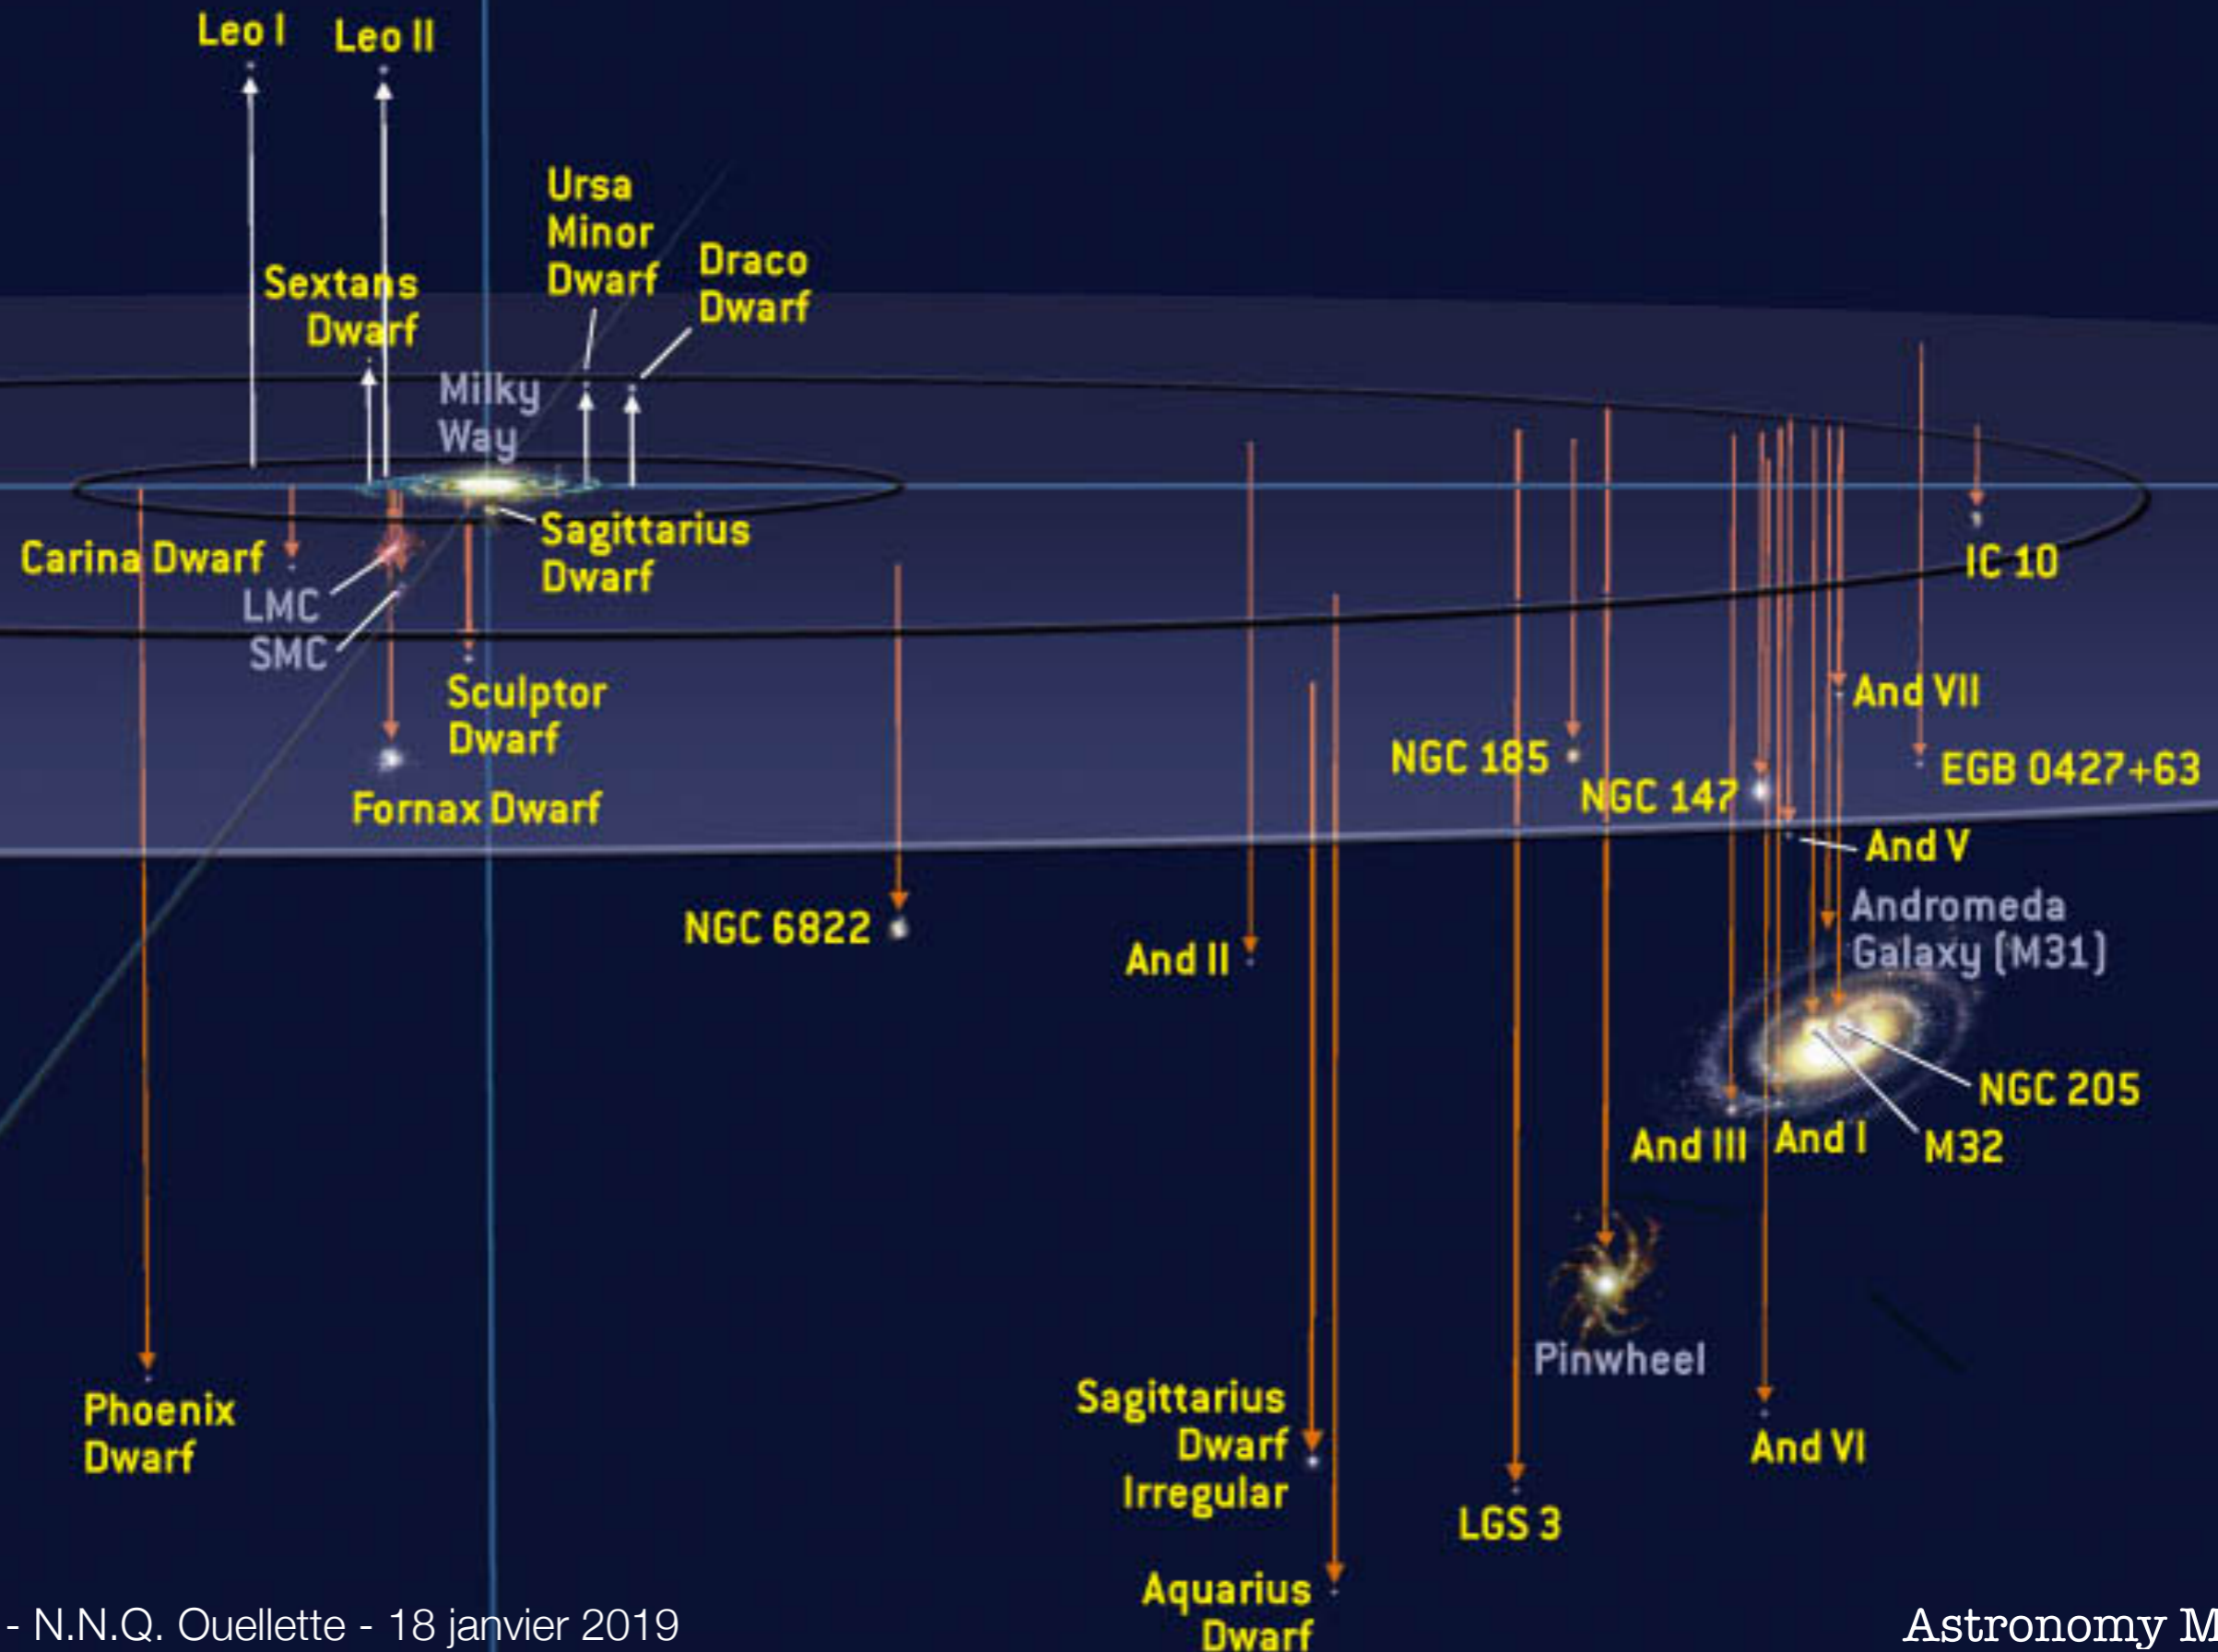 Leo I
Leo II
Ursa
Minor
Dwarf
Draco
Dwarf
Sextans
Dwarf
Milky
Way
Sagittarius
Dwarf
Carina Dwarf
LMC
SMC
IC 10
Sculptor
Dwarf
And VII
NGC 185
EGB 0427+63
NGC 147
Fornax Dwarf
And V
NGC 6822
Andromeda
Galaxy (M31)
And II
NGC 205
And III
And I
M32
Pinwheel
Phoenix
Dwarf
Sagittarius
Dwarf
Irregular
And VI
LGS 3
Aquarius
Dwarf
- N.N.Q. Ouellette - 18 janvier 2019
Astronomy M